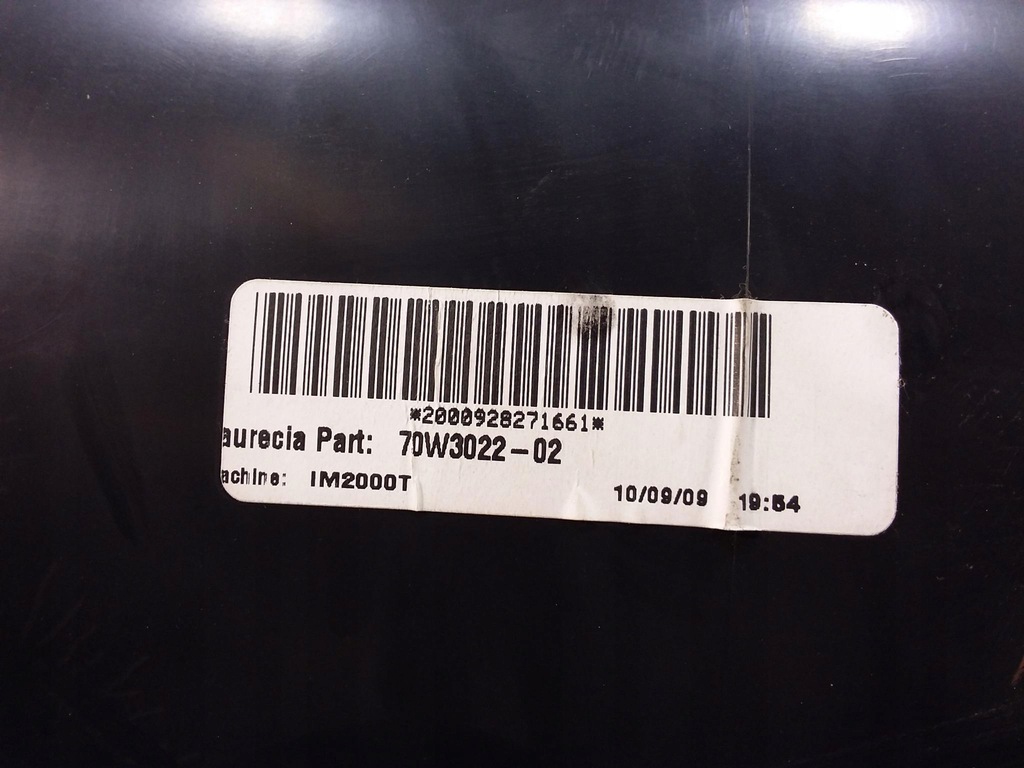 *2000928271661*
aurecia Part: 70W3022-02
achine: IM2000T 10/09/09 19:54